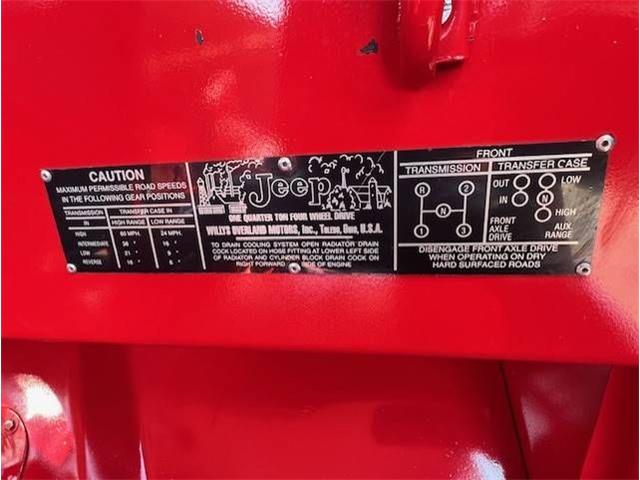 CAUTION
MAXIMUM PERMISSIBLE ROAD SPEEDS
IN THE FOLLOWING GEAR POSITIONS
TRANSMISSION TRANSFER CASE IN
IN HIGH RANGE LOW RANGE
HIGH 60 MPH. 24 MPH.
INTERMEDIATE
LOW 21
REVERSE
Jeep
ONE QUARTER TON FOUR WHEEL DRIVE
WILLYS OVERLAND MOTORS, INC., TOLEDO, OHIO, U.S.A.
TO DRAIN COOLING SYSTEM OPEN RADIATOR DRAIN
COCK LOCATED ON HOSE FITTING AT LOWER LEFT SIDE
OF RADIATOR AND CYLINDER BLOCK DRAIN COCK ON
RIGHT FORWARD SIDE OF ENGINE
FRONT
TRANSMISSION TRANSFER CASE
R 2
N
1 3
OUT LOW
IN N
HIGH
FRONT
AXLE
DRIVE
AUX.
RANGE
DISENGAGE FRONT AXLE DRIVE
WHEN OPERATING ON DRY
HARD SURFACED ROADS